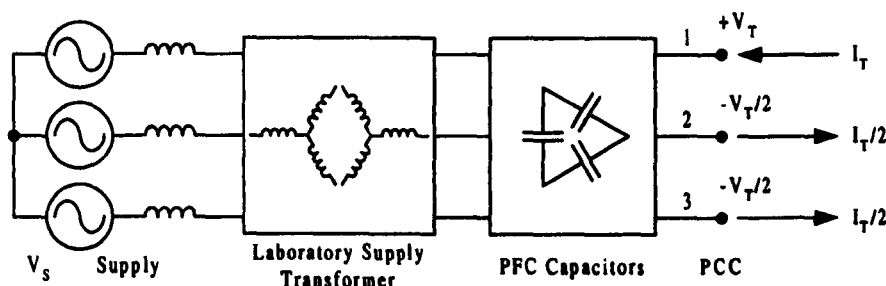 1
+V_T
I_T
2
-V_T/2
I_T/2
3
-V_T/2
I_T/2
V_S
Supply
Laboratory Supply
Transformer
PFC Capacitors
PCC